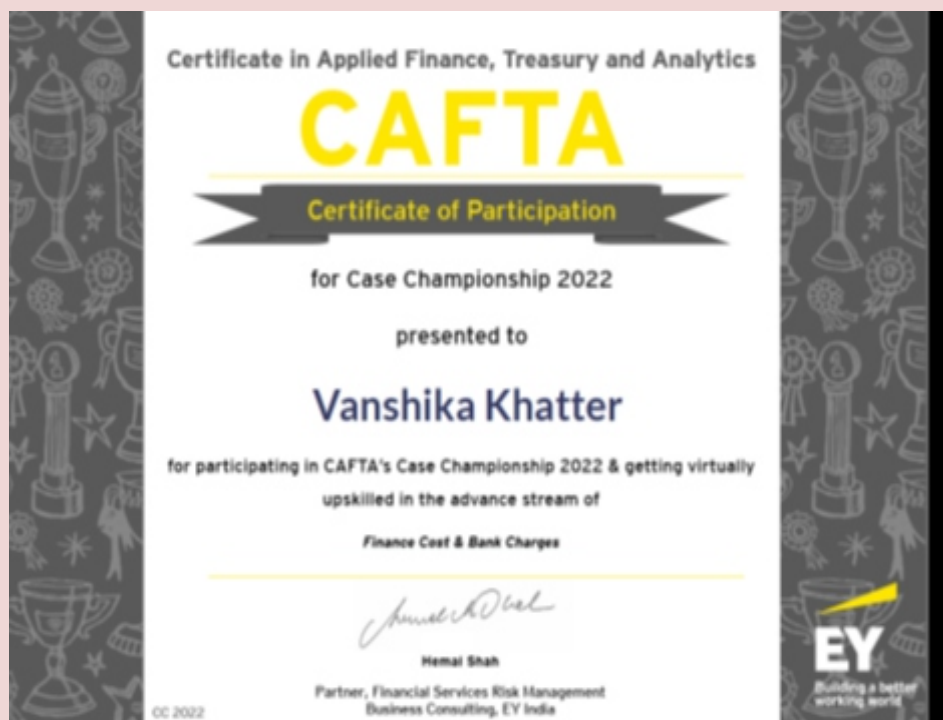 Certificate in Applied Finance, Treasury and Analytics
CAFTA
Certificate of Participation
for Case Championship 2022
presented to
Vanshika Khatter
for participating in CAFTA's Case Championship 2022 & getting virtually
upskilled in the advance stream of
Finance Cost & Bank Charges
Hemal Shah
Partner, Financial Services Risk Management
Business Consulting, EY India
CC 2022
EY
Building a better
working world